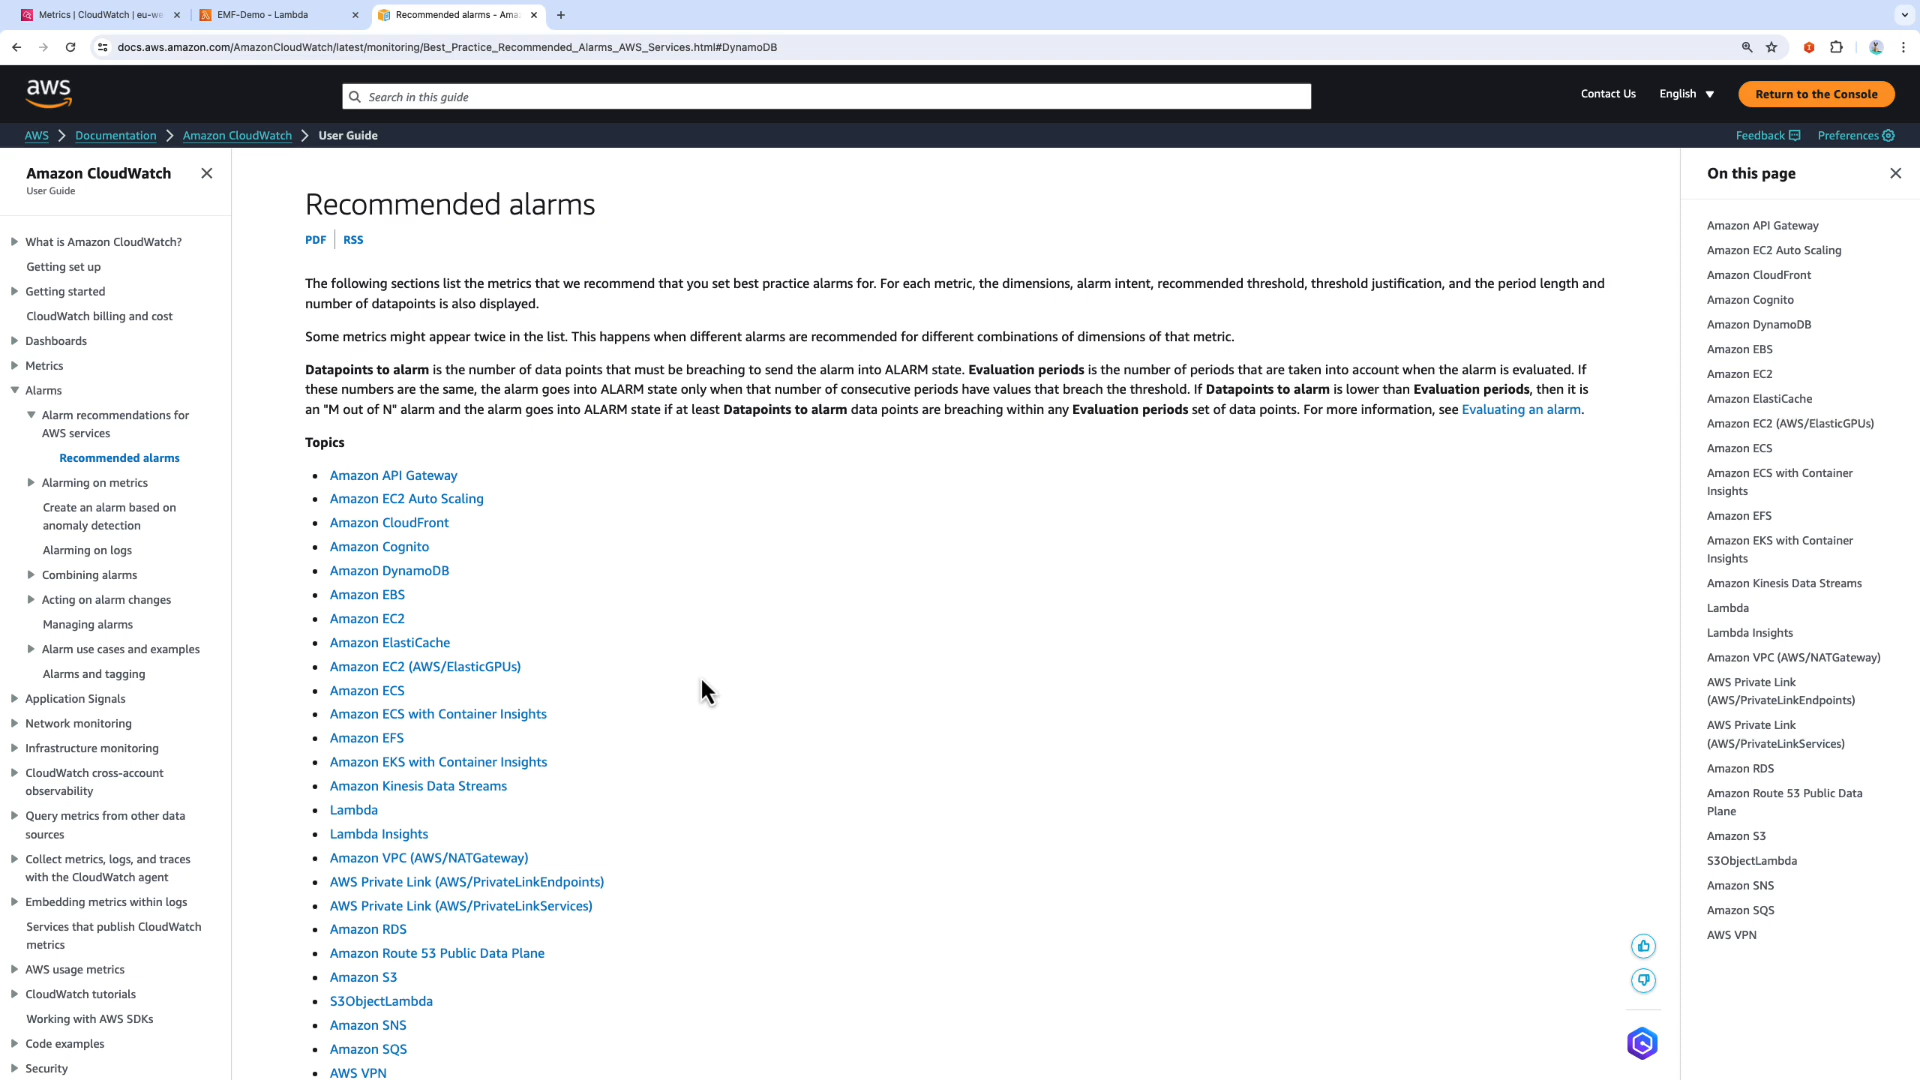 Metrics | CloudWatch | eu-we
EMF-Demo - Lambda
Recommended alarms - Ama
docs.aws.amazon.com/AmazonCloudWatch/latest/monitoring/Best_Practice_Recommended_Alarms_AWS_Services.html#DynamoDB
aws
Search in this guide
Contact Us
English
Return to the Console
AWS
Documentation
Amazon CloudWatch
User Guide
Feedback
Preferences
Amazon CloudWatch
User Guide
What is Amazon CloudWatch?
Getting set up
Getting started
CloudWatch billing and cost
Dashboards
Metrics
Alarms
Alarm recommendations for
AWS services
Recommended alarms
Alarming on metrics
Create an alarm based on
anomaly detection
Alarming on logs
Combining alarms
Acting on alarm changes
Managing alarms
Alarm use cases and examples
Alarms and tagging
Application Signals
Network monitoring
Infrastructure monitoring
CloudWatch cross-account
observability
Query metrics from other data
sources
Collect metrics, logs, and traces
with the CloudWatch agent
Embedding metrics within logs
Services that publish CloudWatch
metrics
AWS usage metrics
CloudWatch tutorials
Working with AWS SDKs
Code examples
Security
Recommended alarms
PDF
RSS
The following sections list the metrics that we recommend that you set best practice alarms for. For each metric, the dimensions, alarm intent, recommended threshold, threshold justification, and the period length and
number of datapoints is also displayed.
Some metrics might appear twice in the list. This happens when different alarms are recommended for different combinations of dimensions of that metric.
Datapoints to alarm is the number of data points that must be breaching to send the alarm into ALARM state. Evaluation periods is the number of periods that are taken into account when the alarm is evaluated. If
these numbers are the same, the alarm goes into ALARM state only when that number of consecutive periods have values that breach the threshold. If Datapoints to alarm is lower than Evaluation periods, then it is
an "M out of N" alarm and the alarm goes into ALARM state if at least Datapoints to alarm data points are breaching within any Evaluation periods set of data points. For more information, see Evaluating an alarm.
Topics
Amazon API Gateway
Amazon EC2 Auto Scaling
Amazon CloudFront
Amazon Cognito
Amazon DynamoDB
Amazon EBS
Amazon EC2
Amazon ElastiCache
Amazon EC2 (AWS/ElasticGPUs)
Amazon ECS
Amazon ECS with Container Insights
Amazon EFS
Amazon EKS with Container Insights
Amazon Kinesis Data Streams
Lambda
Lambda Insights
Amazon VPC (AWS/NATGateway)
AWS Private Link (AWS/PrivateLinkEndpoints)
AWS Private Link (AWS/PrivateLinkServices)
Amazon RDS
Amazon Route 53 Public Data Plane
Amazon S3
S3ObjectLambda
Amazon SNS
Amazon SQS
AWS VPN
On this page
Amazon API Gateway
Amazon EC2 Auto Scaling
Amazon CloudFront
Amazon Cognito
Amazon DynamoDB
Amazon EBS
Amazon EC2
Amazon ElastiCache
Amazon EC2 (AWS/ElasticGPUs)
Amazon ECS
Amazon ECS with Container
Insights
Amazon EFS
Amazon EKS with Container
Insights
Amazon Kinesis Data Streams
Lambda
Lambda Insights
Amazon VPC (AWS/NATGateway)
AWS Private Link
(AWS/PrivateLinkEndpoints)
AWS Private Link
(AWS/PrivateLinkServices)
Amazon RDS
Amazon Route 53 Public Data
Plane
Amazon S3
S3ObjectLambda
Amazon SNS
Amazon SQS
AWS VPN